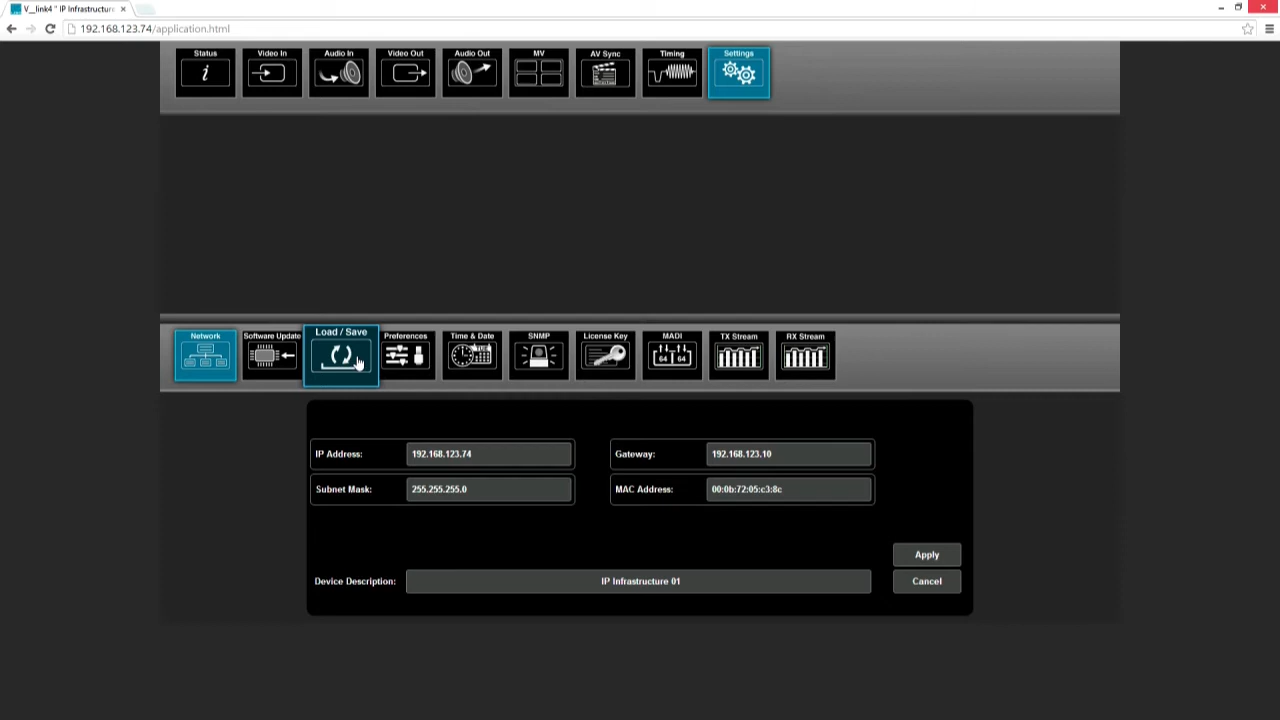 V__link4 " IP Infrastructure
192.168.123.74/application.html
Status
Video In
Audio In
Video Out
Audio Out
MV
AV Sync
Timing
Settings
Network
Software Update
Load / Save
Preferences
Time & Date
SNMP
License Key
MADI
64 64
TX Stream
RX Stream
IP Address: 192.168.123.74
Gateway: 192.168.123.10
Subnet Mask: 255.255.255.0
MAC Address: 00:0b:72:05:c3:8c
Apply
Device Description: IP Infrastructure 01
Cancel